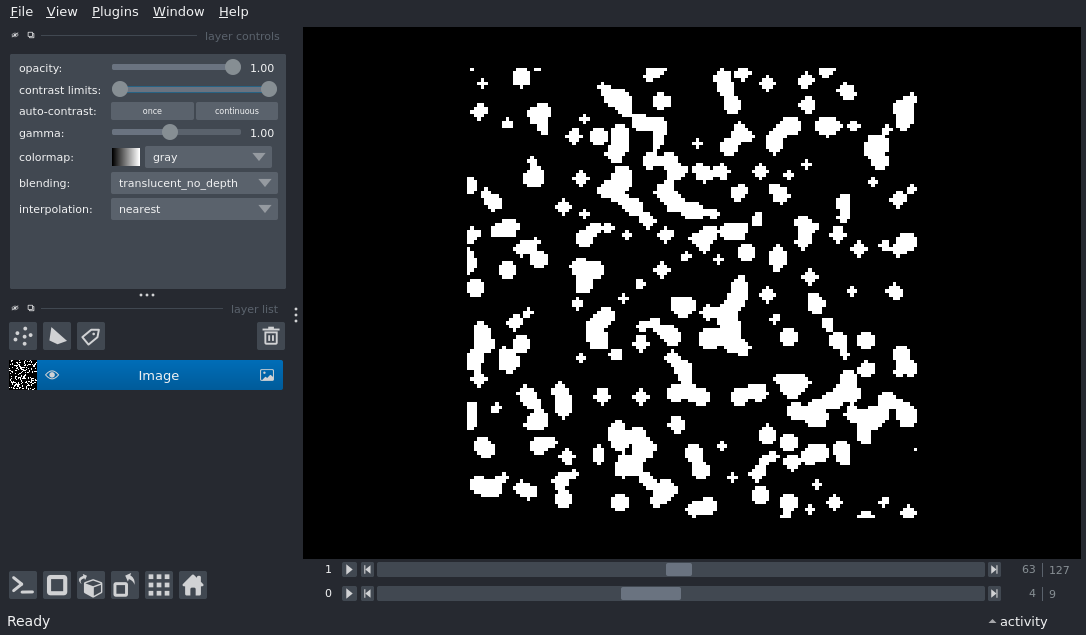 File View Plugins Window Help
layer controls
opacity: 1.00
contrast limits:
auto-contrast: once continuous
gamma: 1.00
colormap: gray
blending: translucent_no_depth
interpolation: nearest
layer list
Image
1 63 127
0 4 9
Ready activity